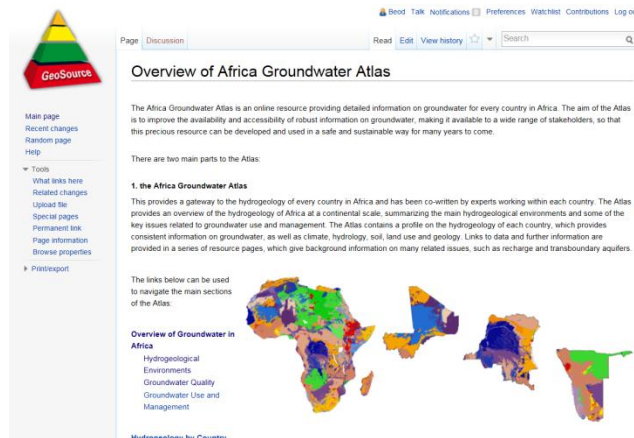 Beod Talk Notifications Preferences Watchlist Contributions Log o
Page Discussion Read Edit View history Search
GeoSource
Overview of Africa Groundwater Atlas
The Africa Groundwater Atlas is an online resource providing detailed information on groundwater for every country in Africa. The aim of the Atlas
is to improve the availability and accessibility of robust information on groundwater, making it available to a wide range of stakeholders, so that
this precious resource can be developed and used in a safe and sustainable way for many years to come.
There are two main parts to the Atlas:
1. the Africa Groundwater Atlas
This provides a gateway to the hydrogeology of every country in Africa and has been co-written by experts working within each country. The Atlas
provides an overview of the hydrogeology of Africa at a continental scale, summarizing the main hydrogeological environments and some of the
key issues related to groundwater use and management. The Atlas contains a profile on the hydrogeology of each country, which provides
consistent information on groundwater, as well as climate, hydrology, soil, land use and geology. Links to data and further information are
provided in a series of resource pages, which give background information on many related issues, such as recharge and transboundary aquifers.
The links below can be used
to navigate the main sections
of the Atlas:
Overview of Groundwater in
Africa
Hydrogeological
Environments
Groundwater Quality
Groundwater Use and
Management
Hydrogeology by Country
Main page
Recent changes
Random page
Help
Tools
What links here
Related changes
Upload file
Special pages
Permanent link
Page information
Browse properties
Print/export